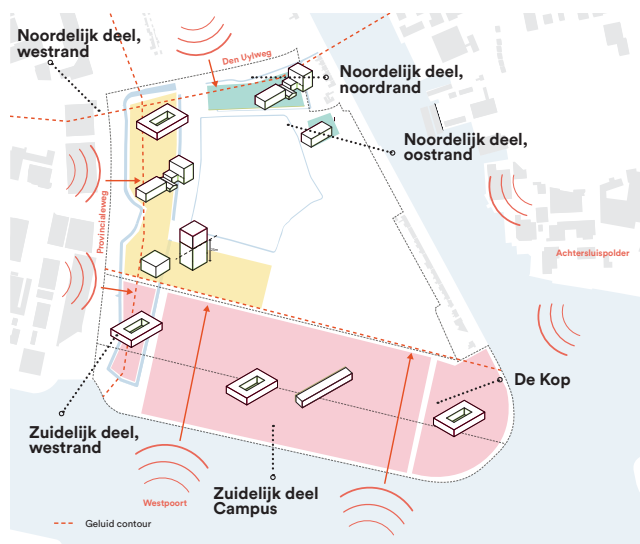 Noordelijk deel,
westrand
Den Uylweg
Noordelijk deel,
noordrand
Noordelijk deel,
oostrand
Provincialeweg
Achtersluispolder
De Kop
Zuidelijk deel,
westrand
Zuidelijk deel
Campus
Westpoort
Geluid contour